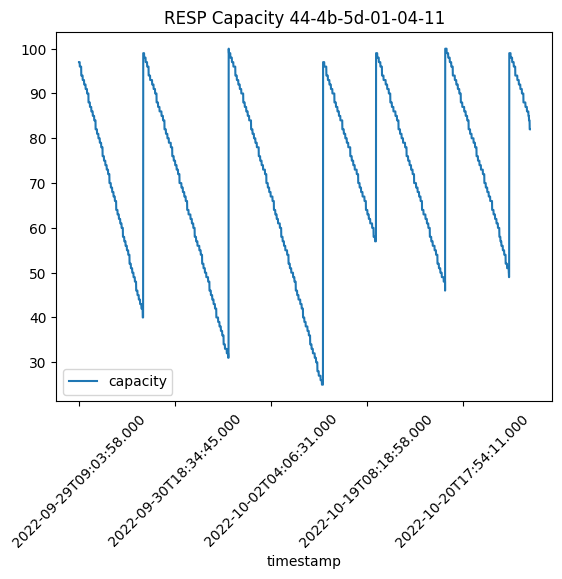 RESP Capacity 44-4b-5d-01-04-11
100
90
80
70
60
50
40
30
capacity
2022-09-29T09:03:58.000
2022-09-30T18:34:45.000
2022-10-02T04:06:31.000
2022-10-19T08:18:58.000
2022-10-20T17:54:11.000
timestamp